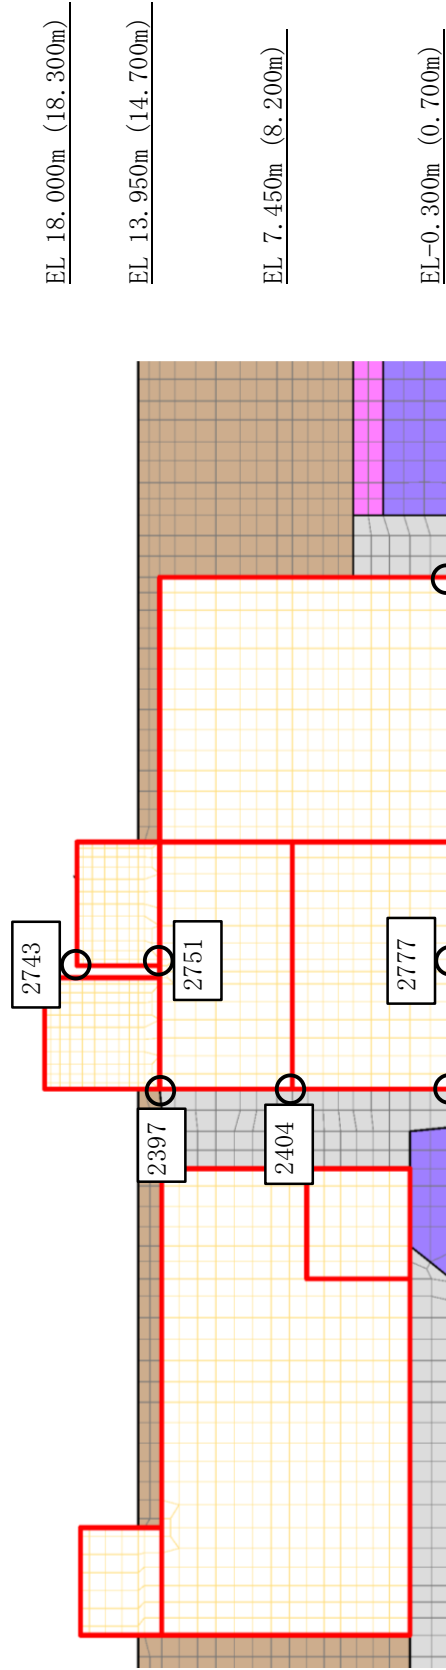 EL 18.000m (18.300m)
EL 13.950m (14.700m)
EL 7.450m (8.200m)
EL-0.300m (0.700m)
2743
2751
2777
2397
2404